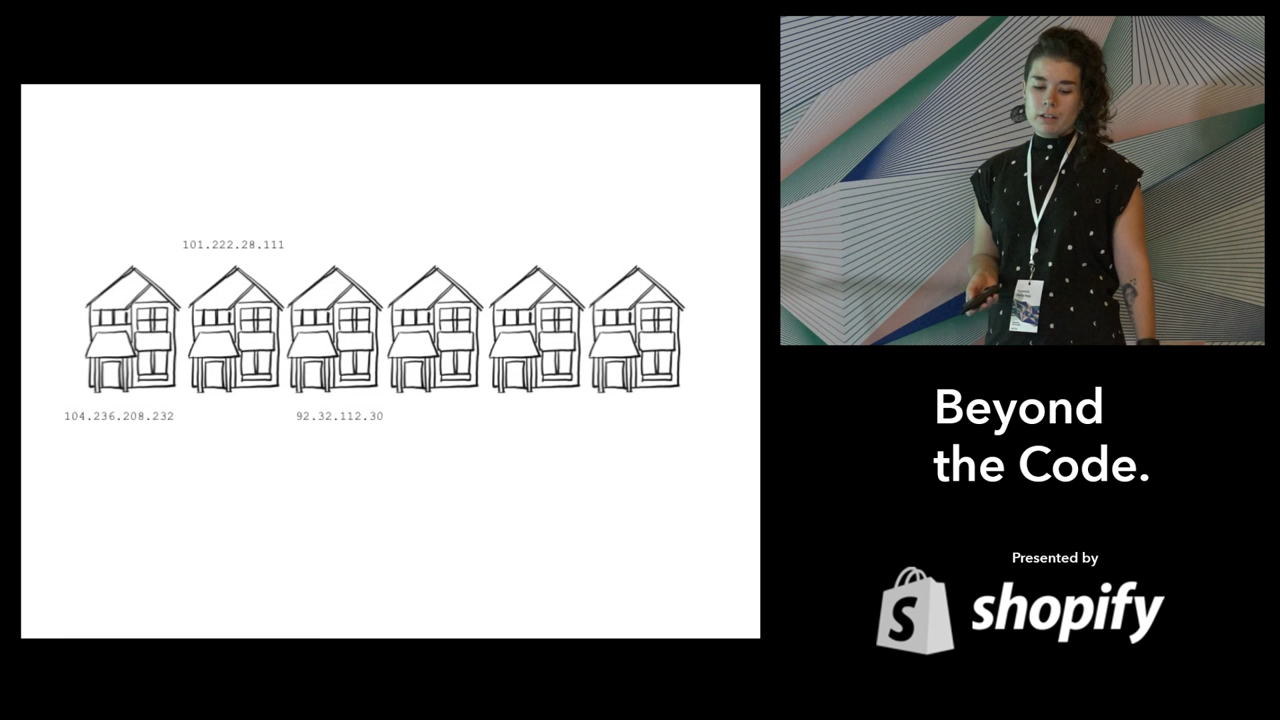 101.222.28.111
104.236.208.232
92.32.112.30
Beyond
the Code.
Presented by
shopify